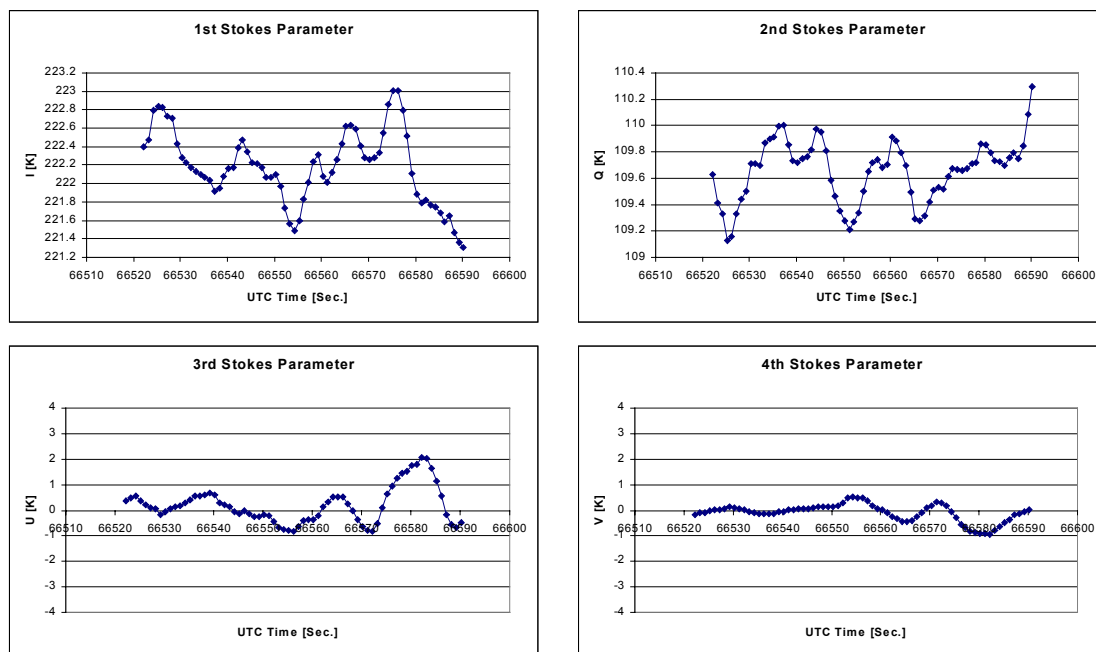 1st Stokes Parameter
I [K]
223.2
223
222.8
222.6
222.4
222.2
222
221.8
221.6
221.4
221.2
66510 66520 66530 66540 66550 66560 66570 66580 66590 66600
UTC Time [Sec.]
2nd Stokes Parameter
Q [K]
110.4
110.2
110
109.8
109.6
109.4
109.2
109
66510 66520 66530 66540 66550 66560 66570 66580 66590 66600
UTC Time [Sec.]
3rd Stokes Parameter
U [K]
4
3
2
1
0
-1
-2
-3
-4
66510 66520 66530 66540 66550 66560 66570 66580 66590 66600
UTC Time [Sec.]
4th Stokes Parameter
V [K]
4
3
2
1
0
-1
-2
-3
-4
66510 66520 66530 66540 66550 66560 66570 66580 66590 66600
UTC Time [Sec.]